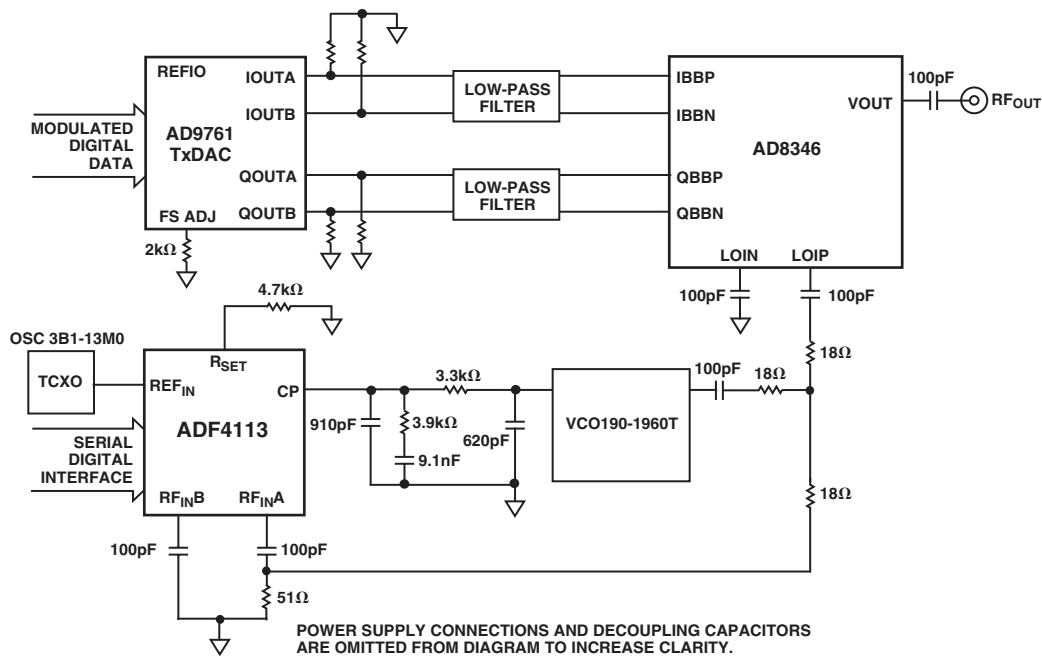 REFIO
IOUTA
IOUTB
AD9761
TxDAC
QOUTA
QOUTB
FS ADJ
2kΩ
MODULATED
DIGITAL
DATA
LOW-PASS
FILTER
LOW-PASS
FILTER
IBBP
IBBN
QBBP
QBBN
AD8346
VOUT
LOIN
LOIP
100pF
RFOUT
100pF
100pF
18Ω
4.7kΩ
OSC 3B1-13M0
TCXO
RSET
REFIN
CP
ADF4113
SERIAL
DIGITAL
INTERFACE
RFINB
RFINA
910pF
3.9kΩ
9.1nF
3.3kΩ
620pF
VCO190-1960T
100pF
18Ω
18Ω
100pF
100pF
51Ω
POWER SUPPLY CONNECTIONS AND DECOUPLING CAPACITORS
ARE OMITTED FROM DIAGRAM TO INCREASE CLARITY.